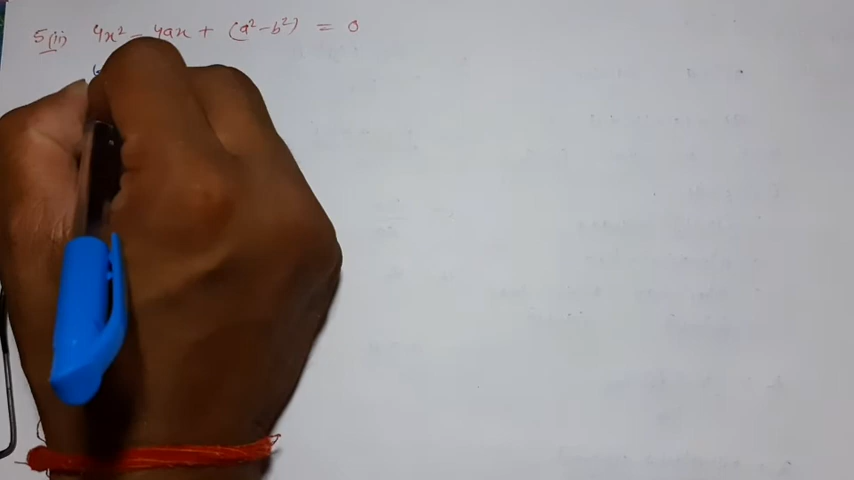 5(ii) 4x² - 4ax + (a² - b²) = 0